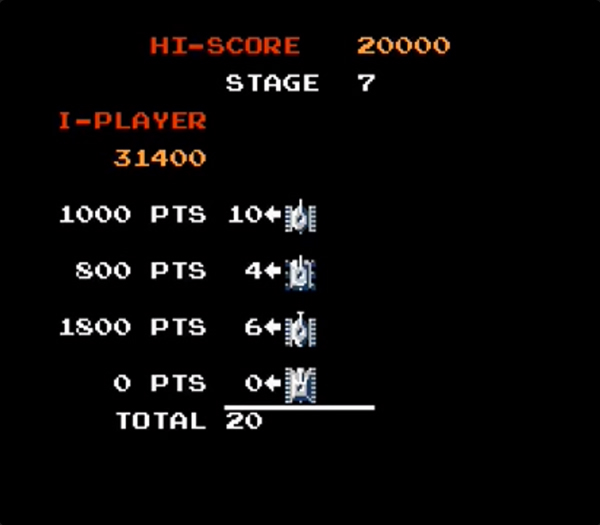 HI-SCORE 20000
STAGE 7
I-PLAYER
31400
1000 PTS 10←
800 PTS 4←
1800 PTS 6←
0 PTS 0←
TOTAL 20